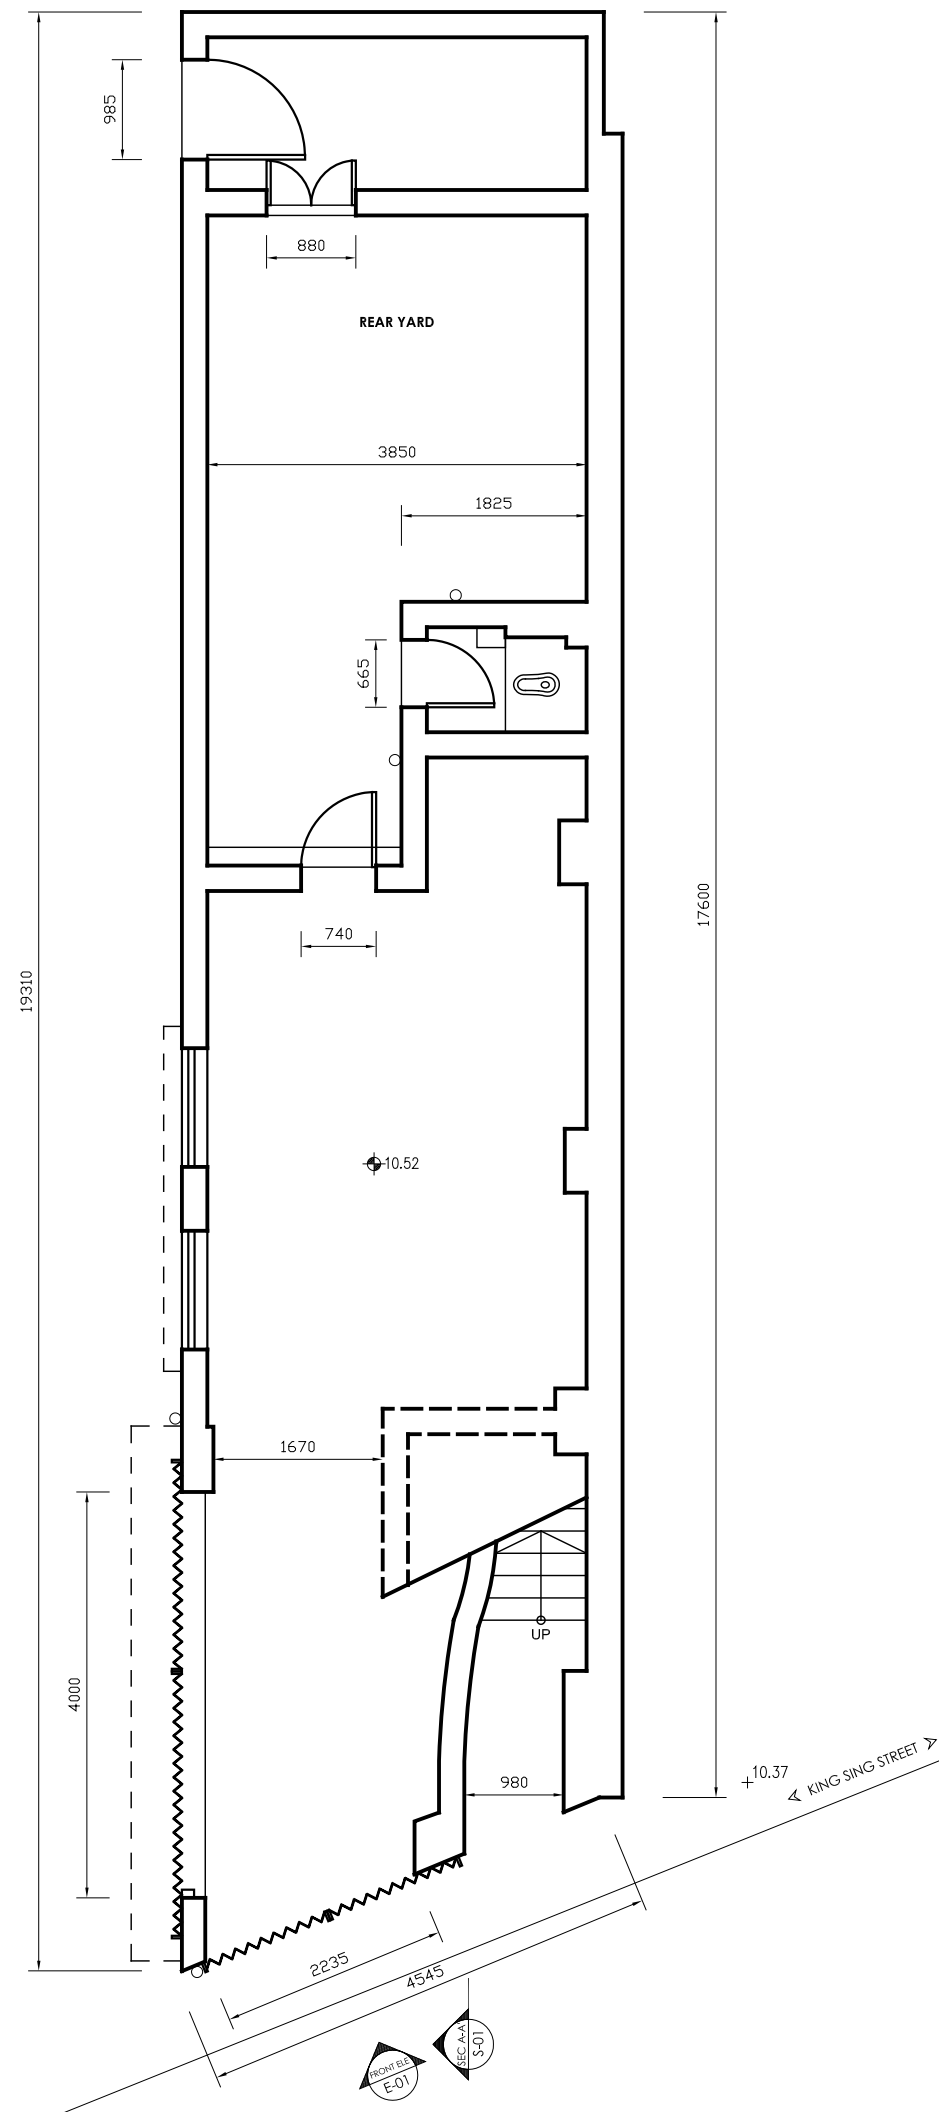 985
880
REAR YARD
3850
1825
665
17600
740
19310
10.52
1670
UP
4000
10.37
KING SING STREET
980
2235
4545
SEC A-A'
S-01
FRONT ELE
E-01